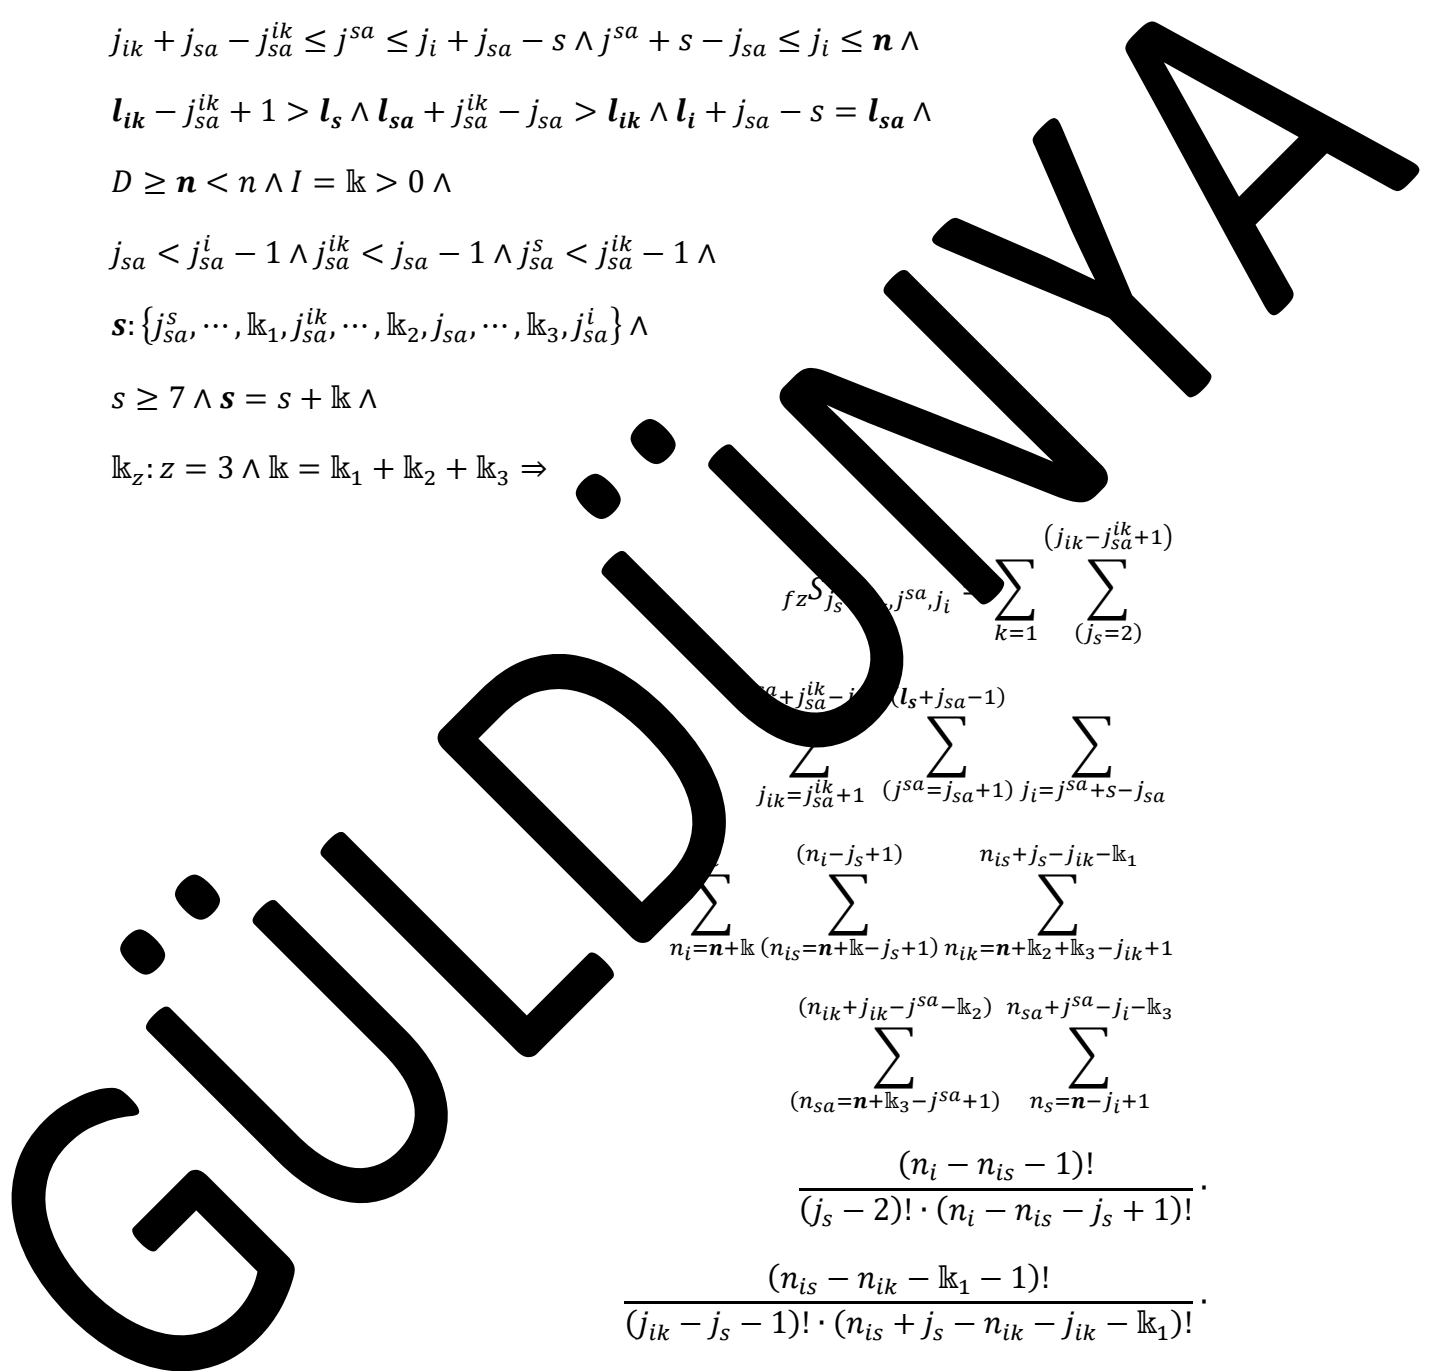 j_{ik} + j_{sa} − j_{sa}^{ik} ≤ j^{sa} ≤ j_i + j_{sa} − s ∧ j^{sa} + s − j_{sa} ≤ j_i ≤ 𝒏 ∧
𝒍_{𝒊𝒌} − j_{sa}^{ik} + 1 > 𝒍_𝒔 ∧ 𝒍_{𝒔𝒂} + j_{sa}^{ik} − j_{sa} > 𝒍_{𝒊𝒌} ∧ 𝒍_𝒊 + j_{sa} − s = 𝒍_{𝒔𝒂} ∧
D ≥ 𝒏 < n ∧ I = 𝕜 > 0 ∧
j_{sa} < j_{sa}^{i} − 1 ∧ j_{sa}^{ik} < j_{sa} − 1 ∧ j_{sa}^{s} < j_{sa}^{ik} − 1 ∧
𝒔: {j_{sa}^{s}, ⋯ , 𝕜_1, j_{sa}^{ik}, ⋯ , 𝕜_2, j_{sa}, ⋯ , 𝕜_3, j_{sa}^{i}} ∧
s ≥ 7 ∧ 𝒔 = s + 𝕜 ∧
𝕜_z: z = 3 ∧ 𝕜 = 𝕜_1 + 𝕜_2 + 𝕜_3 ⇒
(j_{ik}−j_{sa}^{ik}+1)
_{fz}S_{j_s ,j^{sa},j_i} ∑ ∑
k=1 (j_s=2)
+j_{sa}^{ik}− (𝒍_𝒔+j_{sa}−1)
∑ ∑ ∑
j_{ik}=j_{sa}^{ik}+1 (j^{sa}=j_{sa}+1) j_i=j^{sa}+s−j_{sa}
(n_i−j_s+1) n_{is}+j_s−j_{ik}−𝕜_1
∑ ∑ ∑
n_i=𝒏+𝕜 (n_{is}=𝒏+𝕜−j_s+1) n_{ik}=𝒏+𝕜_2+𝕜_3−j_{ik}+1
(n_{ik}+j_{ik}−j^{sa}−𝕜_2) n_{sa}+j^{sa}−j_i−𝕜_3
∑ ∑
(n_{sa}=𝒏+𝕜_3−j^{sa}+1) n_s=𝒏−j_i+1
(n_i − n_{is} − 1)!
(j_s − 2)! · (n_i − n_{is} − j_s + 1)! ·
(n_{is} − n_{ik} − 𝕜_1 − 1)!
(j_{ik} − j_s − 1)! · (n_{is} + j_s − n_{ik} − j_{ik} − 𝕜_1)! ·
GÜLDÜNYA